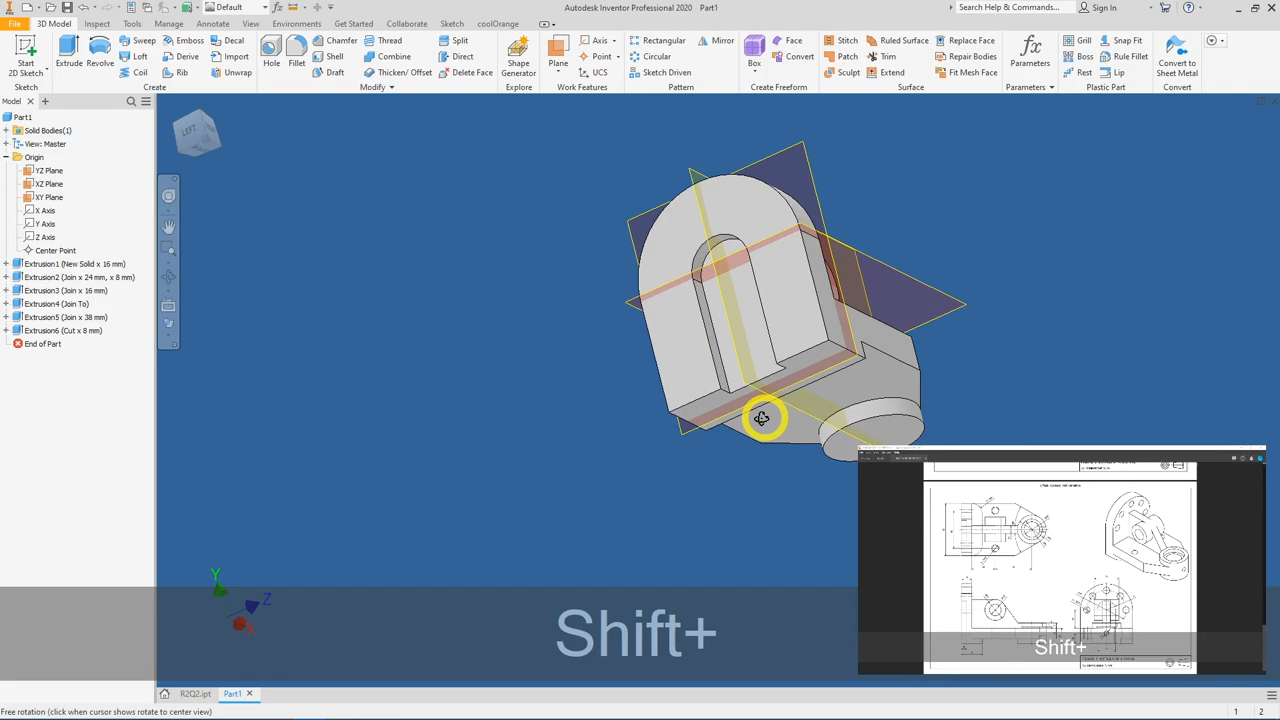 Default
Autodesk Inventor Professional 2020 Part1
Search Help & Commands...
Sign In
File
3D Model
Inspect
Tools
Manage
Annotate
View
Environments
Get Started
Collaborate
Sketch
coolOrange
Start
2D Sketch
Extrude
Revolve
Sweep
Emboss
Decal
Loft
Derive
Import
Coil
Rib
Unwrap
Hole
Fillet
Chamfer
Thread
Split
Shell
Combine
Direct
Draft
Thicken/ Offset
Delete Face
Shape
Generator
Plane
Axis
Point
UCS
Rectangular
Mirror
Circular
Sketch Driven
Box
Face
Convert
Stitch
Ruled Surface
Replace Face
Patch
Trim
Repair Bodies
Sculpt
Extend
Fit Mesh Face
Parameters
Grill
Snap Fit
Boss
Rule Fillet
Rest
Lip
Convert to
Sheet Metal
Sketch
Create
Modify
Explore
Work Features
Pattern
Create Freeform
Surface
Parameters
Plastic Part
Convert
Model
Part1
Solid Bodies(1)
View: Master
Origin
YZ Plane
XZ Plane
XY Plane
X Axis
Y Axis
Z Axis
Center Point
Extrusion1 (New Solid x 16 mm)
Extrusion2 (Join x 24 mm, x 8 mm)
Extrusion3 (Join x 16 mm)
Extrusion4 (Join To)
Extrusion5 (Join x 38 mm)
Extrusion6 (Cut x 8 mm)
End of Part
LEFT
Y
Z
X
Shift+
Shift+
R2Q2.ipt
Part1
Free rotation (click when cursor shows rotate to center view)
1
2